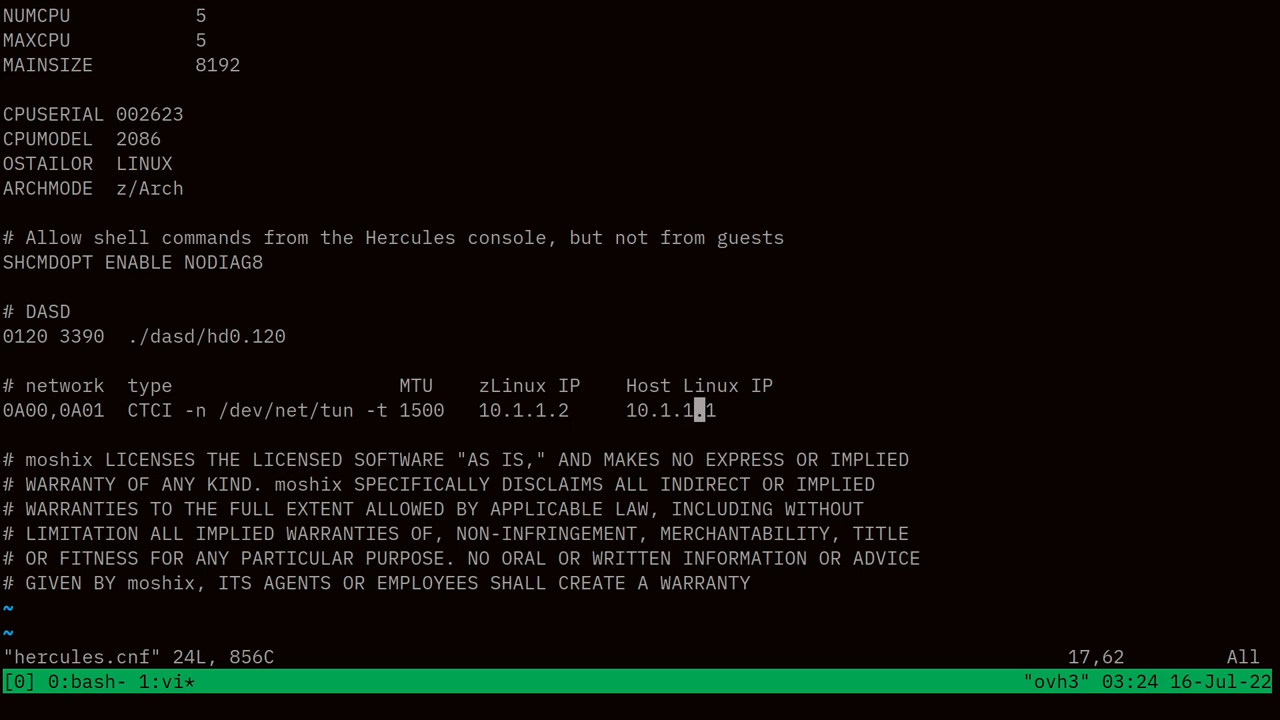 NUMCPU 5
MAXCPU 5
MAINSIZE 8192
CPUSERIAL 002623
CPUMODEL 2086
OSTAILOR LINUX
ARCHMODE z/Arch
# Allow shell commands from the Hercules console, but not from guests
SHCMDOPT ENABLE NODIAG8
# DASD
0120 3390 ./dasd/hd0.120
# network type MTU zLinux IP Host Linux IP
0A00,0A01 CTCI -n /dev/net/tun -t 1500 10.1.1.2 10.1.1.1
# moshix LICENSES THE LICENSED SOFTWARE "AS IS," AND MAKES NO EXPRESS OR IMPLIED
# WARRANTY OF ANY KIND. moshix SPECIFICALLY DISCLAIMS ALL INDIRECT OR IMPLIED
# WARRANTIES TO THE FULL EXTENT ALLOWED BY APPLICABLE LAW, INCLUDING WITHOUT
# LIMITATION ALL IMPLIED WARRANTIES OF, NON-INFRINGEMENT, MERCHANTABILITY, TITLE
# OR FITNESS FOR ANY PARTICULAR PURPOSE. NO ORAL OR WRITTEN INFORMATION OR ADVICE
# GIVEN BY moshix, ITS AGENTS OR EMPLOYEES SHALL CREATE A WARRANTY
~
~
"hercules.cnf" 24L, 856C 17,62 All
[0] 0:bash- 1:vi* "ovh3" 03:24 16-Jul-22